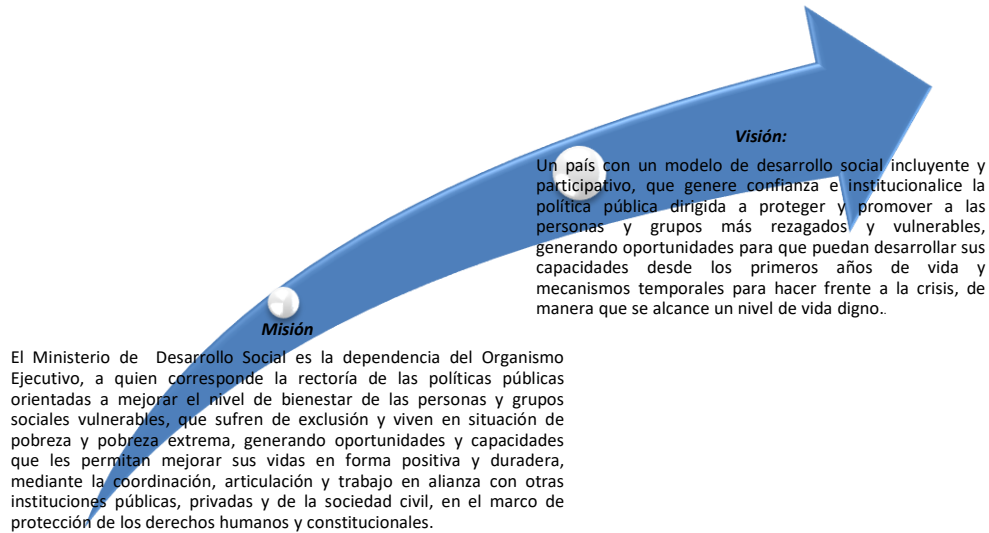 Visión:
Un país con un modelo de desarrollo social incluyente y
participativo, que genere confianza e institucionalice la
política pública dirigida a proteger y promover a las
personas y grupos más rezagados y vulnerables,
generando oportunidades para que puedan desarrollar sus
capacidades desde los primeros años de vida y
mecanismos temporales para hacer frente a la crisis, de
manera que se alcance un nivel de vida digno..
Misión
El Ministerio de Desarrollo Social es la dependencia del Organismo
Ejecutivo, a quien corresponde la rectoría de las políticas públicas
orientadas a mejorar el nivel de bienestar de las personas y grupos
sociales vulnerables, que sufren de exclusión y viven en situación de
pobreza y pobreza extrema, generando oportunidades y capacidades
que les permitan mejorar sus vidas en forma positiva y duradera,
mediante la coordinación, articulación y trabajo en alianza con otras
instituciones públicas, privadas y de la sociedad civil, en el marco de
protección de los derechos humanos y constitucionales.